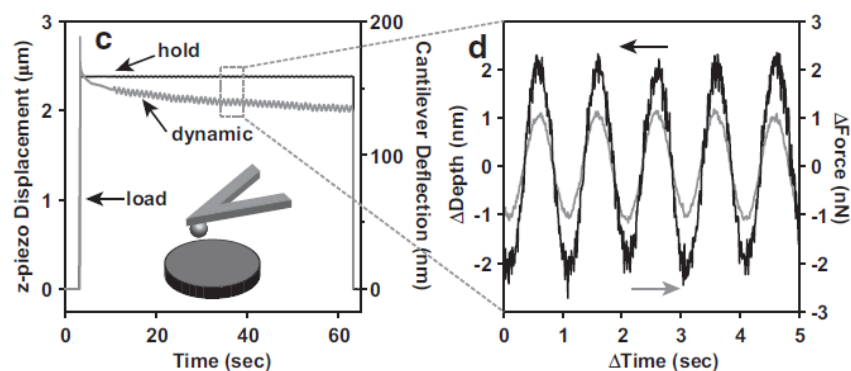 c
z-piezo Displacement (μm)
3
2
1
0
hold
dynamic
load
200
100
0
Cantilever Deflection (nm)
0
20
40
60
Time (sec)
d
ΔDepth (nm)
2
1
0
-1
-2
3
2
1
0
-1
-2
-3
ΔForce (nN)
0
1
2
3
4
5
ΔTime (sec)